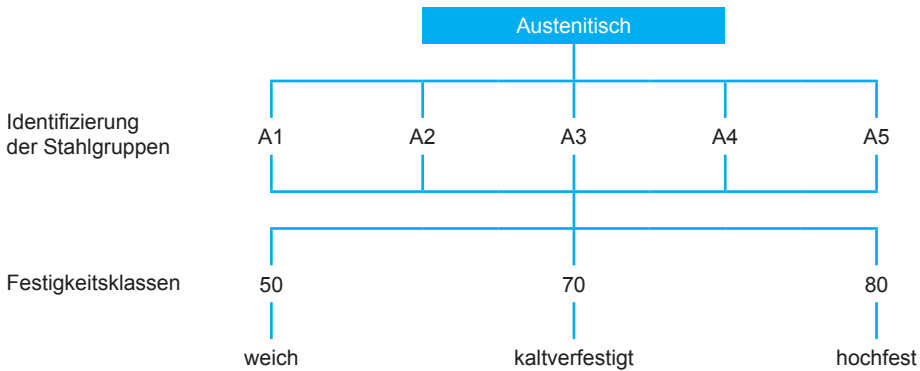 Austenitisch
Identifizierung
der Stahlgruppen
A1 A2 A3 A4 A5
Festigkeitsklassen 50 70 80
weich kaltverfestigt hochfest